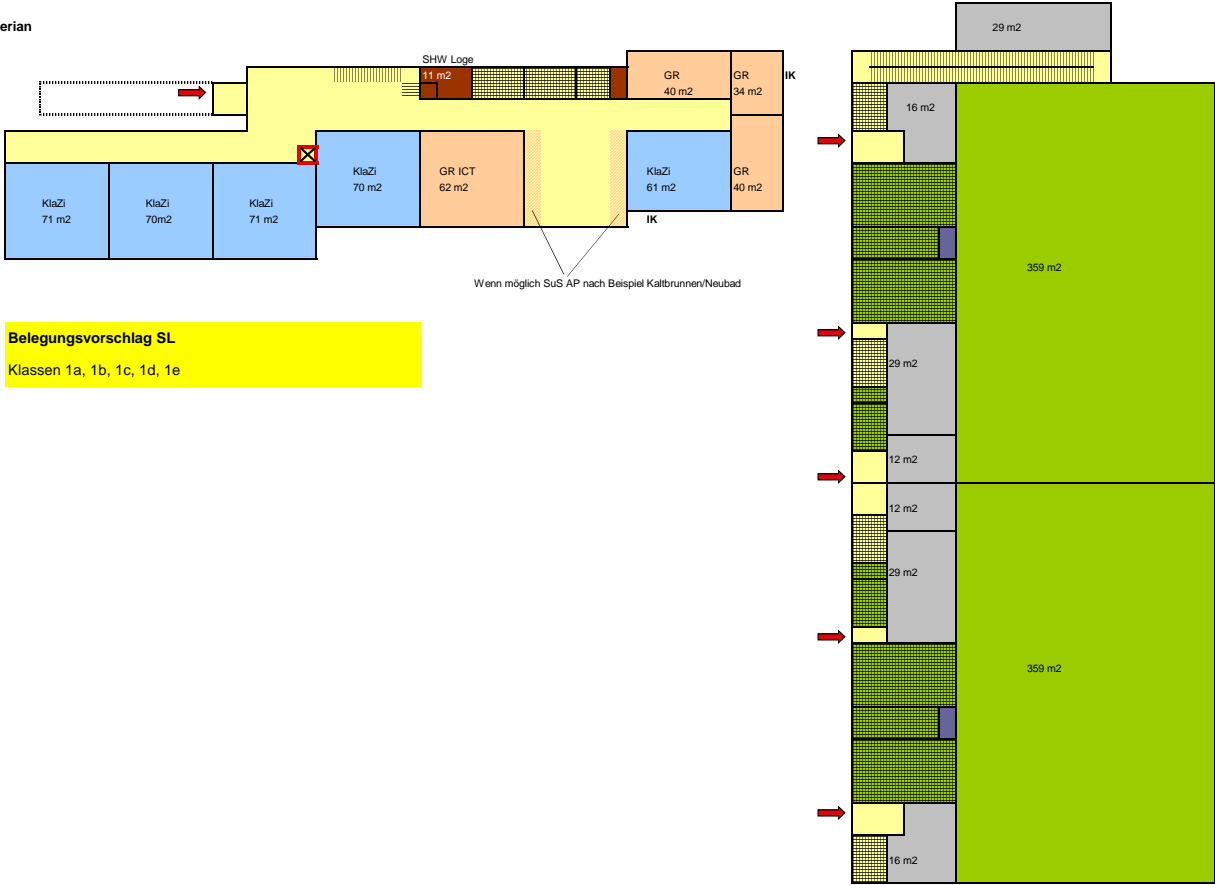 erian
29 m2
SHW Loge
11 m2
GR
40 m2
GR
34 m2
IK
16 m2
KlaZi
71 m2
KlaZi
70m2
KlaZi
71 m2
KlaZi
70 m2
GR ICT
62 m2
KlaZi
61 m2
GR
40 m2
IK
Wenn möglich SuS AP nach Beispiel Kaltbrunnen/Neubad
359 m2
Belegungsvorschlag SL
Klassen 1a, 1b, 1c, 1d, 1e
29 m2
12 m2
12 m2
29 m2
359 m2
16 m2